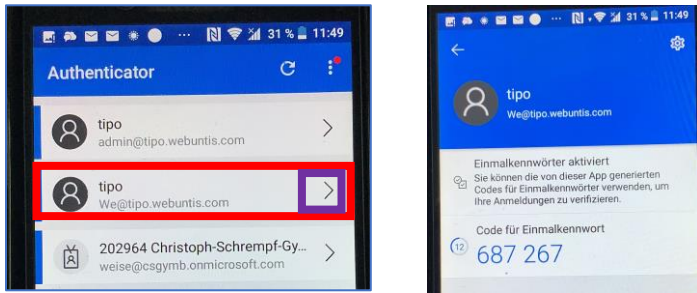 31 % 11:49
Authenticator
tipo
admin@tipo.webuntis.com
tipo
We@tipo.webuntis.com
202964 Christoph-Schrempf-Gy...
weise@csgymb.onmicrosoft.com
31 % 11:49
tipo
We@tipo.webuntis.com
Einmalkennwörter aktiviert
Sie können die von dieser App generierten
Codes für Einmalkennwörter verwenden, um
Ihre Anmeldungen zu verifizieren.
Code für Einmalkennwort
12
687 267